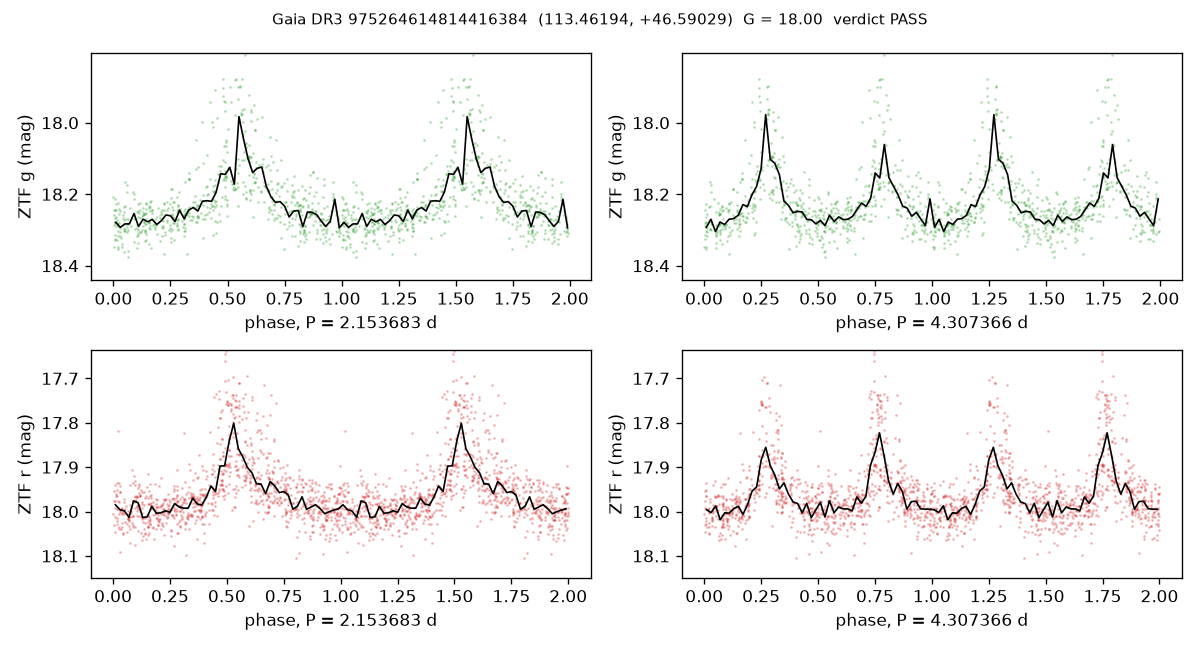 Gaia DR3 975264614814416384 (113.46194, +46.59029) G = 18.00 verdict PASS
ZTF g (mag)
18.0
18.2
18.4
0.00 0.25 0.50 0.75 1.00 1.25 1.50 1.75 2.00
phase, P = 2.153683 d
ZTF g (mag)
18.0
18.2
18.4
0.00 0.25 0.50 0.75 1.00 1.25 1.50 1.75 2.00
phase, P = 4.307366 d
ZTF r (mag)
17.7
17.8
17.9
18.0
18.1
0.00 0.25 0.50 0.75 1.00 1.25 1.50 1.75 2.00
phase, P = 2.153683 d
ZTF r (mag)
17.7
17.8
17.9
18.0
18.1
0.00 0.25 0.50 0.75 1.00 1.25 1.50 1.75 2.00
phase, P = 4.307366 d